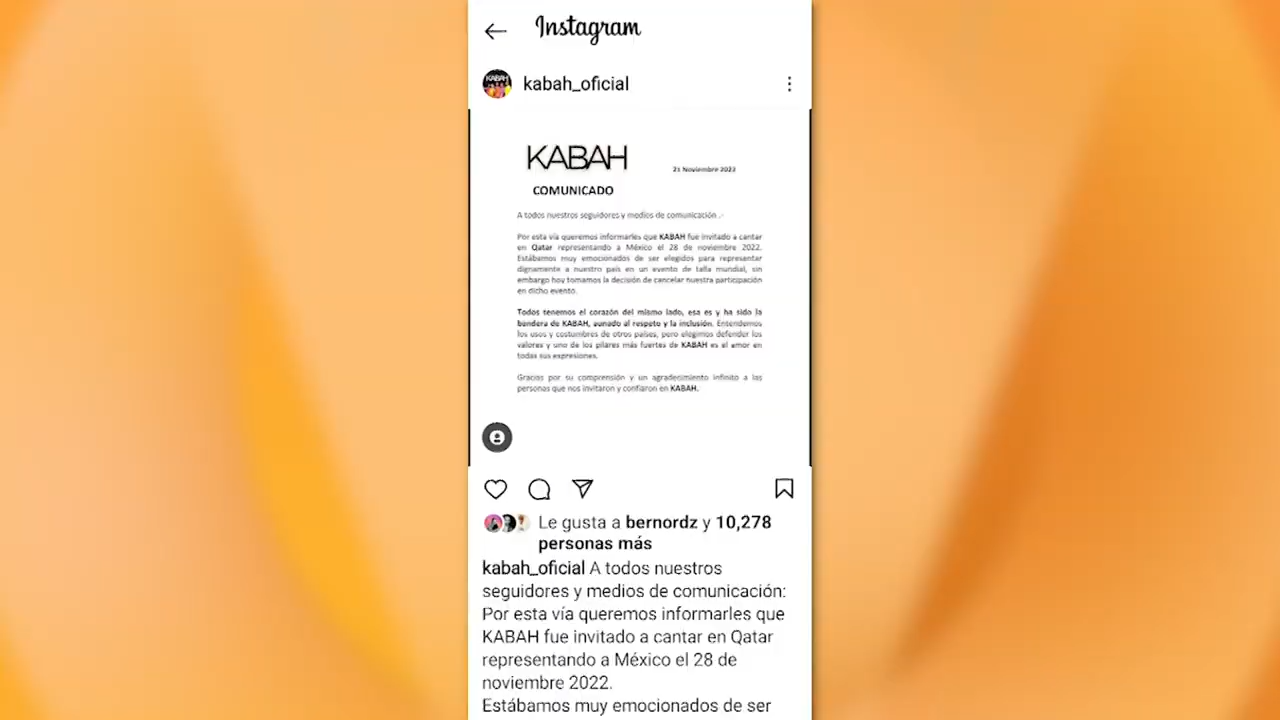 Instagram
KABAH
kabah_oficial
KABAH
21 Noviembre 2022
COMUNICADO
A todos nuestros seguidores y medios de comunicación .-
Por esta vía queremos informarles que KABAH fue invitado a cantar
en Qatar representando a México el 28 de noviembre 2022.
Estábamos muy emocionados de ser elegidos para representar
dignamente a nuestro país en un evento de talla mundial, sin
embargo hoy tomamos la decisión de cancelar nuestra participación
en dicho evento.
Todos tenemos el corazón del mismo lado, esa es y ha sido la
bandera de KABAH, aunado al respeto y la inclusión. Entendemos
los usos y costumbres de otros países, pero elegimos defender los
valores y uno de los pilares más fuertes de KABAH es el amor en
todas sus expresiones.
Gracias por su comprensión y un agradecimiento infinito a las
personas que nos invitaron y confiaron en KABAH.
Le gusta a bernordz y 10,278
personas más
kabah_oficial A todos nuestros
seguidores y medios de comunicación:
Por esta vía queremos informarles que
KABAH fue invitado a cantar en Qatar
representando a México el 28 de
noviembre 2022.
Estábamos muy emocionados de ser